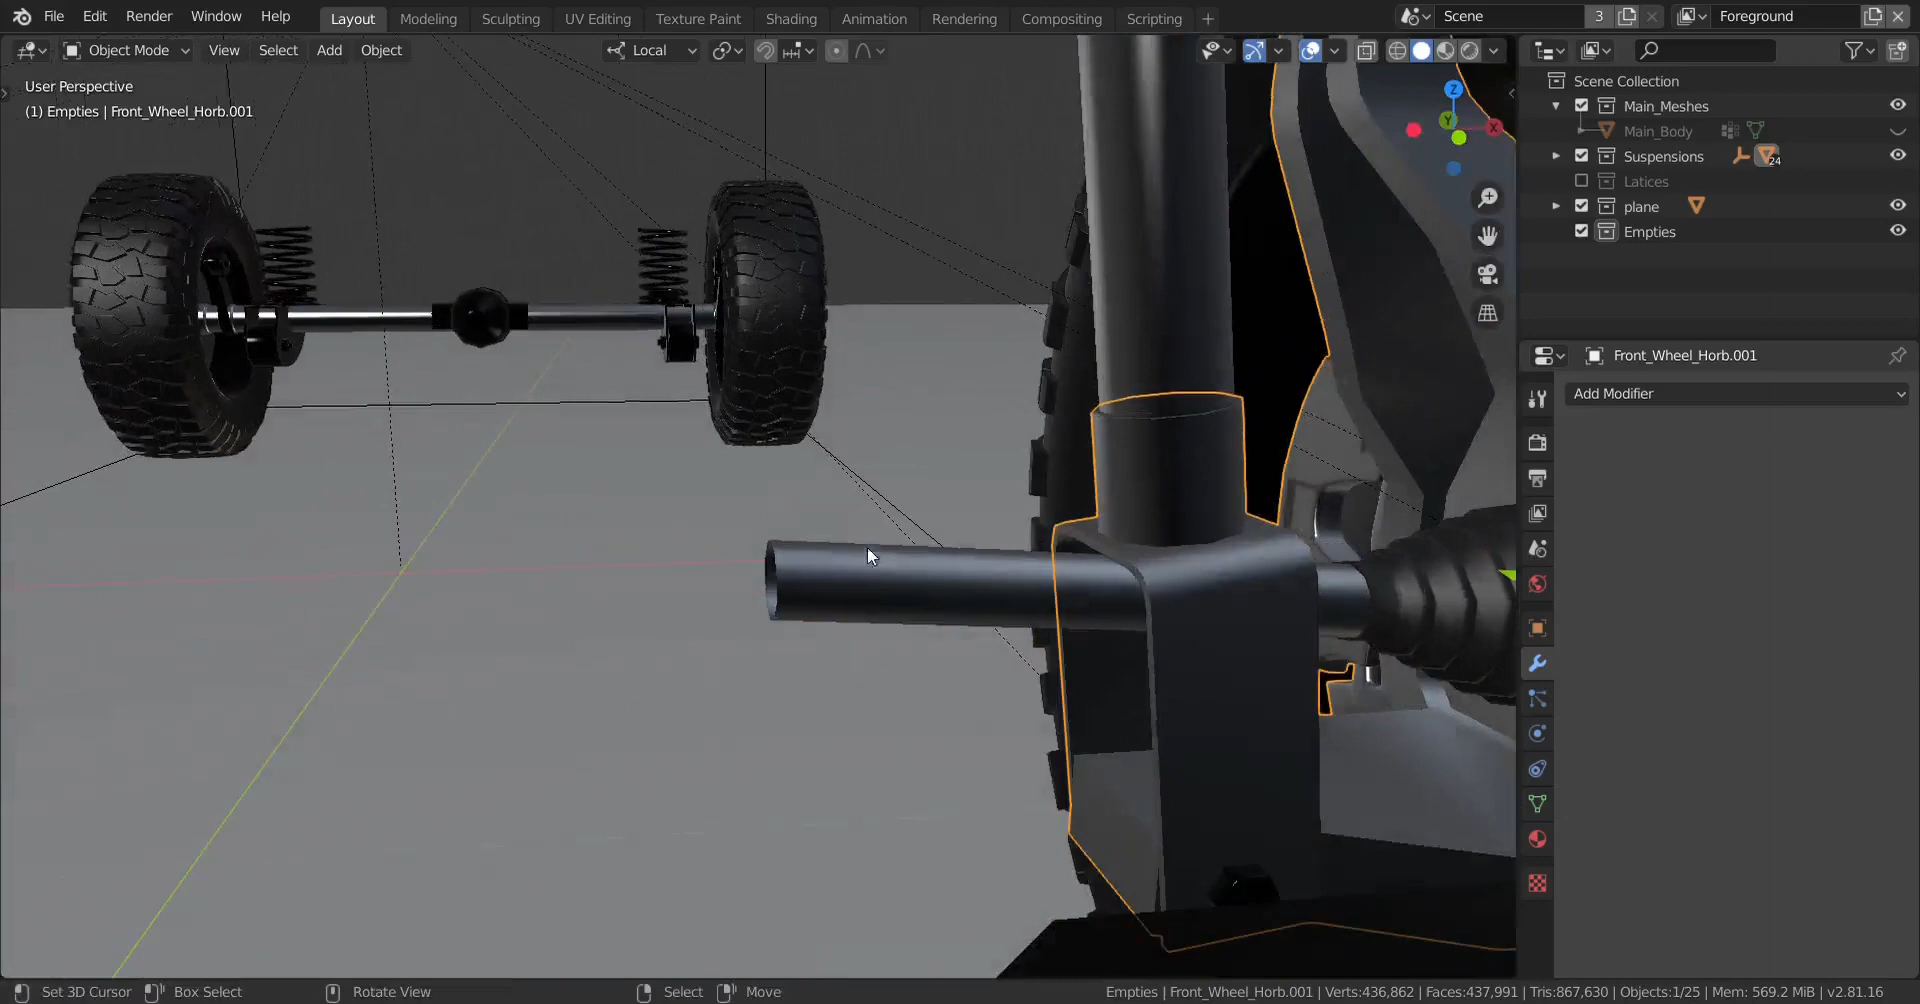 File Edit Render Window Help Layout Modeling Sculpting UV Editing Texture Paint Shading Animation Rendering Compositing Scripting + Scene 3 Foreground
Object Mode View Select Add Object Local
User Perspective
(1) Empties | Front_Wheel_Horb.001
Z
Y
X
Scene Collection
Main_Meshes
Main_Body
Suspensions 24
Latices
plane
Empties
Front_Wheel_Horb.001
Add Modifier
Set 3D Cursor Box Select Rotate View Select Move Empties | Front_Wheel_Horb.001 | Verts:436,862 | Faces:437,991 | Tris:867,630 | Objects:1/25 | Mem: 569.2 MiB | v2.81.16